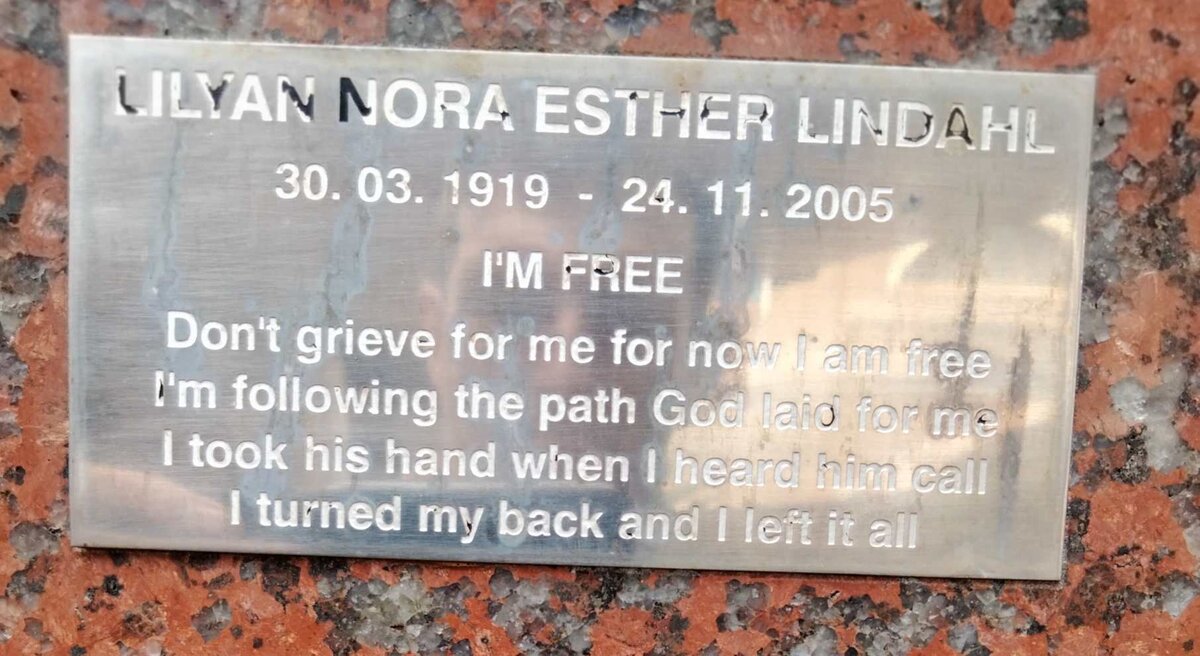 LILYAN NORA ESTHER LINDAHL
30. 03. 1919 - 24. 11. 2005
I'M FREE
Don't grieve for me for now I am free
I'm following the path God laid for me
I took his hand when I heard him call
I turned my back and I left it all